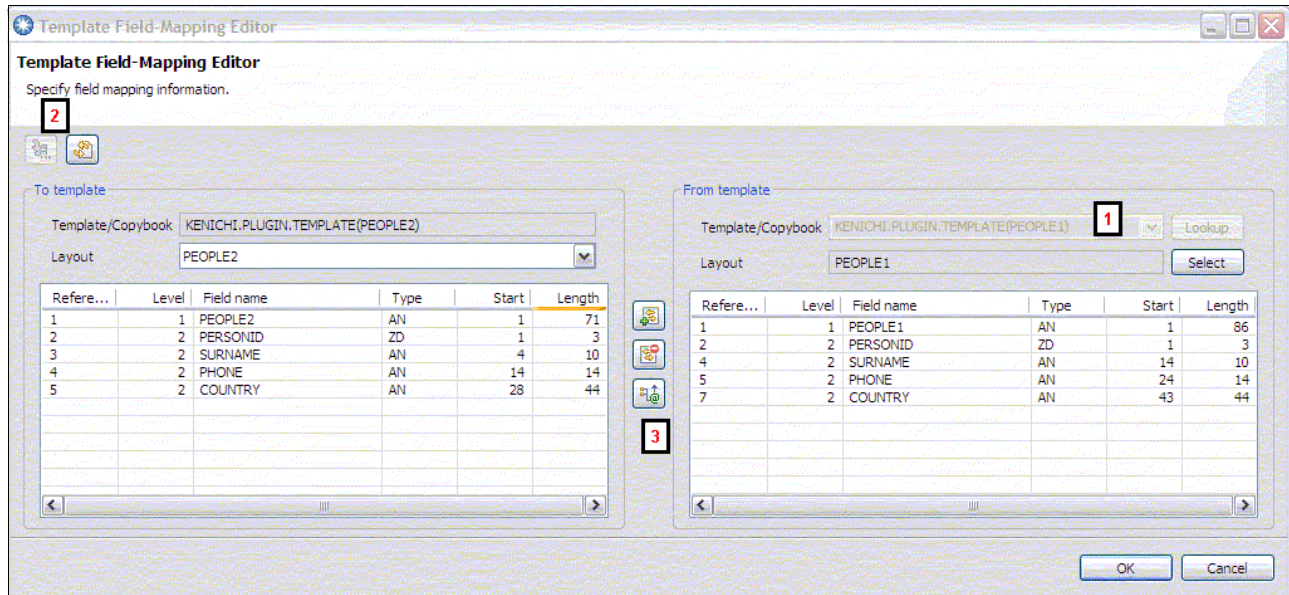 Template Field-Mapping Editor
Template Field-Mapping Editor
Specify field mapping information.
2
To template
Template/Copybook KENICHI.PLUGIN.TEMPLATE(PEOPLE2)
Layout PEOPLE2
Refere... Level Field name Type Start Length
1 1 PEOPLE2 AN 1 71
2 2 PERSONID ZD 1 3
3 2 SURNAME AN 4 10
4 2 PHONE AN 14 14
5 2 COUNTRY AN 28 44
3
From template
Template/Copybook KENICHI.PLUGIN.TEMPLATE(PEOPLE1) 1 Lookup
Layout PEOPLE1 Select
Refere... Level Field name Type Start Length
1 1 PEOPLE1 AN 1 86
2 2 PERSONID ZD 1 3
4 2 SURNAME AN 14 10
5 2 PHONE AN 24 14
7 2 COUNTRY AN 43 44
OK Cancel